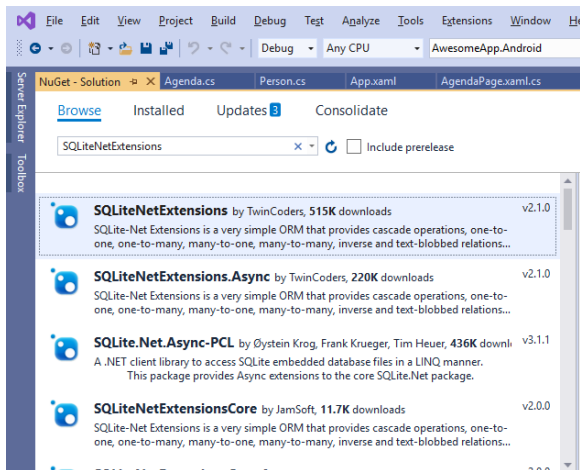 File Edit View Project Build Debug Test Analyze Tools Extensions Window
Debug Any CPU AwesomeApp.Android
NuGet - Solution Agenda.cs Person.cs App.xaml AgendaPage.xaml.cs
Server Explorer
Toolbox
Browse Installed Updates 3 Consolidate
SQLiteNetExtensions Include prerelease
SQLiteNetExtensions by TwinCoders, 515K downloads v2.1.0
SQLite-Net Extensions is a very simple ORM that provides cascade operations, one-to-
one, one-to-many, many-to-one, many-to-many, inverse and text-blobbed relations...
SQLiteNetExtensions.Async by TwinCoders, 220K downloads v2.1.0
SQLite-Net Extensions is a very simple ORM that provides cascade operations, one-to-
one, one-to-many, many-to-one, many-to-many, inverse and text-blobbed relations...
SQLite.Net.Async-PCL by Øystein Krog, Frank Krueger, Tim Heuer, 436K downl v3.1.1
A .NET client library to access SQLite embedded database files in a LINQ manner.
This package provides Async extensions to the core SQLite.Net package.
SQLiteNetExtensionsCore by JamSoft, 11.7K downloads v2.0.0
SQLite-Net Extensions is a very simple ORM that provides cascade operations, one-to-
one, one-to-many, many-to-one, many-to-many, inverse and text-blobbed relations...